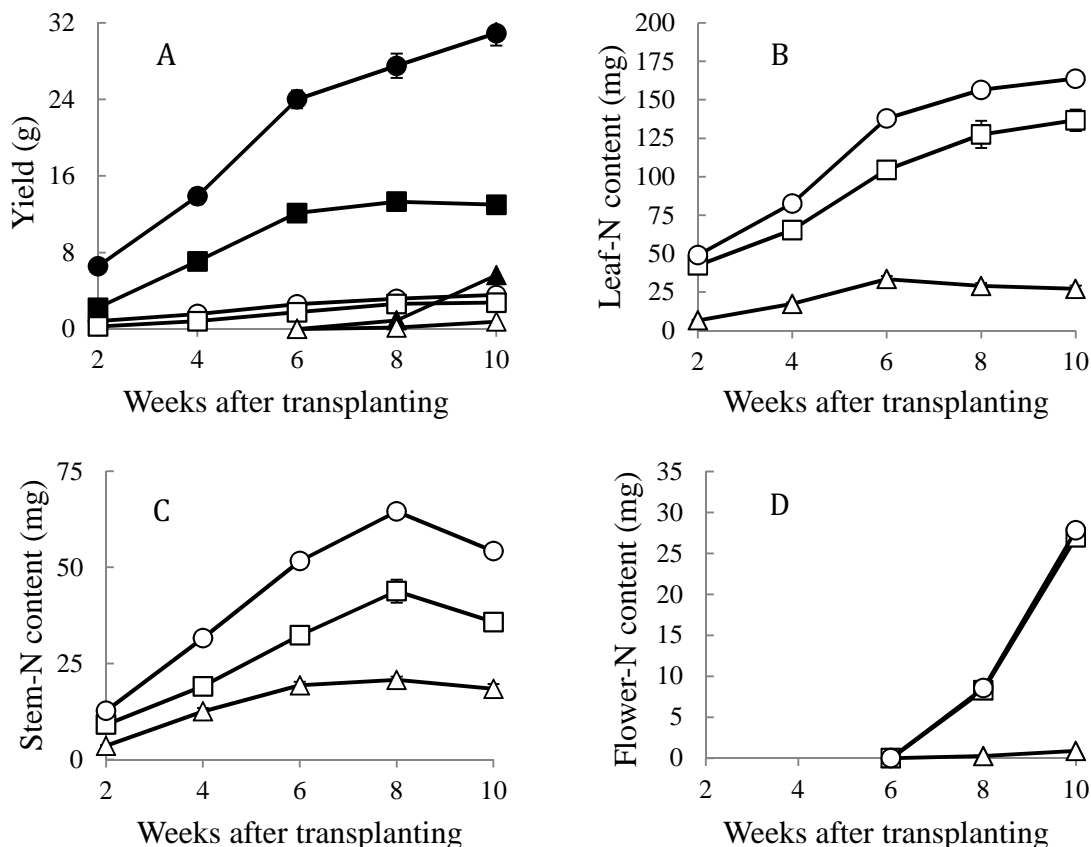 A
Yield (g)
32
24
16
8
0
2 4 6 8 10
Weeks after transplanting
B
Leaf-N content (mg)
200
175
150
125
100
75
50
25
0
2 4 6 8 10
Weeks after transplanting
C
Stem-N content (mg)
75
50
25
0
2 4 6 8 10
Weeks after transplanting
D
Flower-N content (mg)
35
30
25
20
15
10
5
0
2 4 6 8 10
Weeks after transplanting